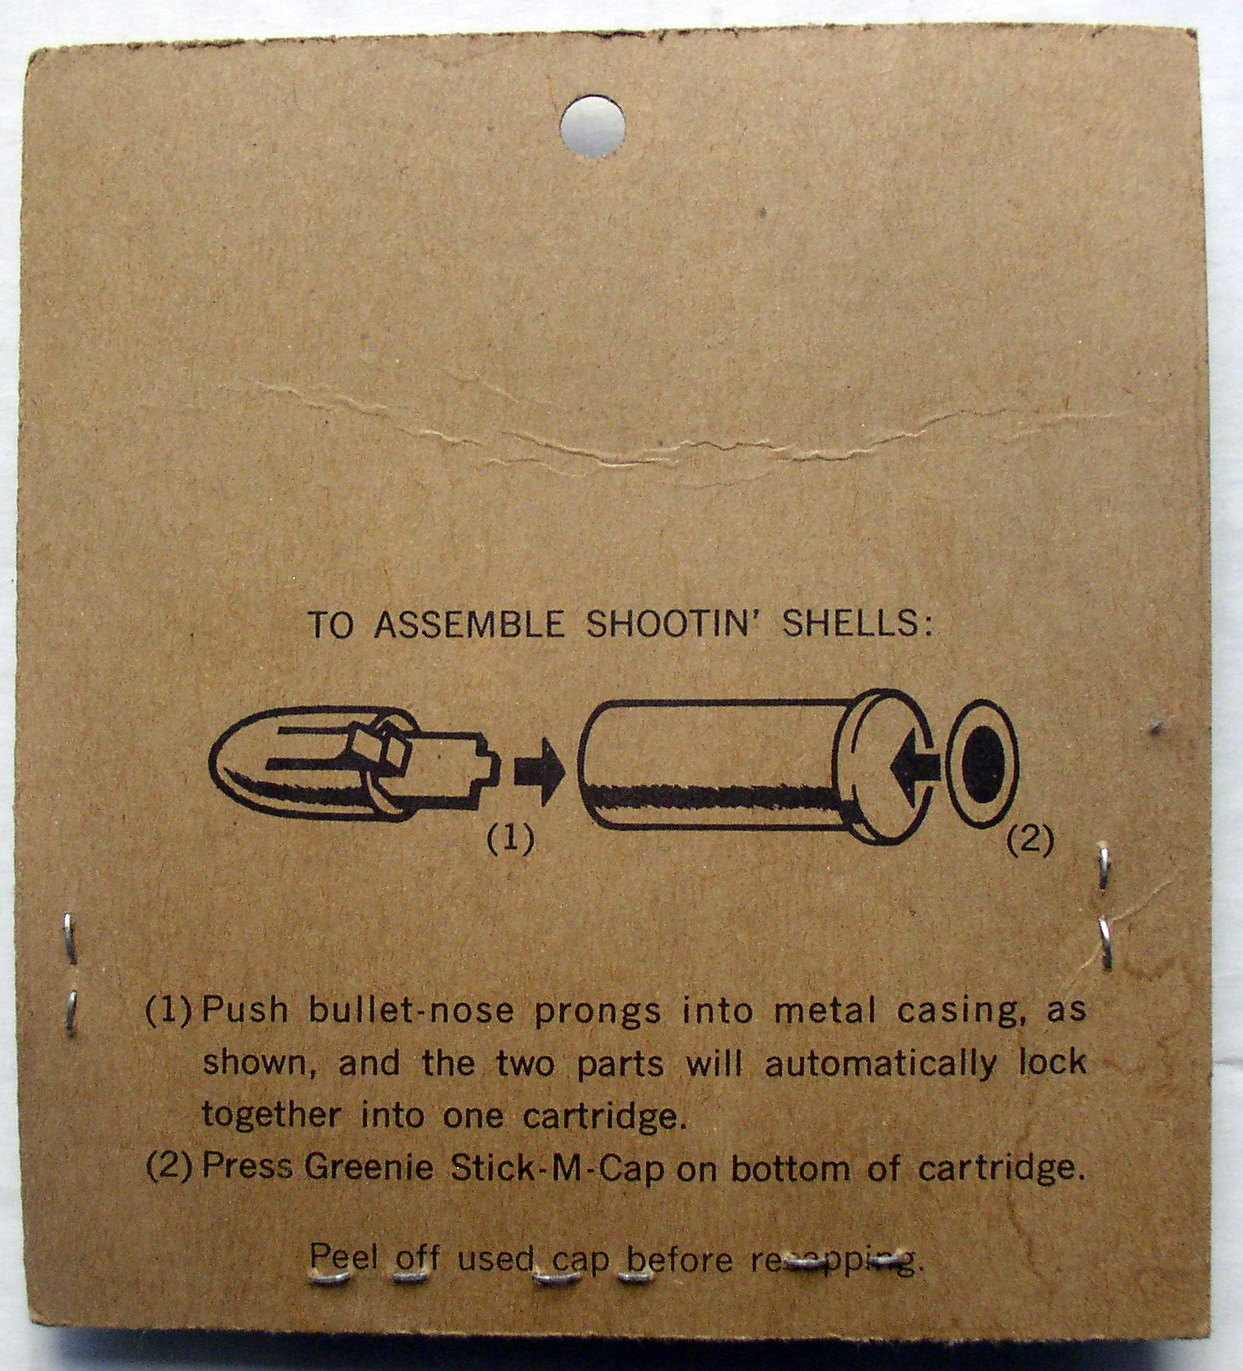 TO ASSEMBLE SHOOTIN' SHELLS:
(1)
(2)
(1) Push bullet-nose prongs into metal casing, as
shown, and the two parts will automatically lock
together into one cartridge.
(2) Press Greenie Stick-M-Cap on bottom of cartridge.
Peel off used cap before recapping.